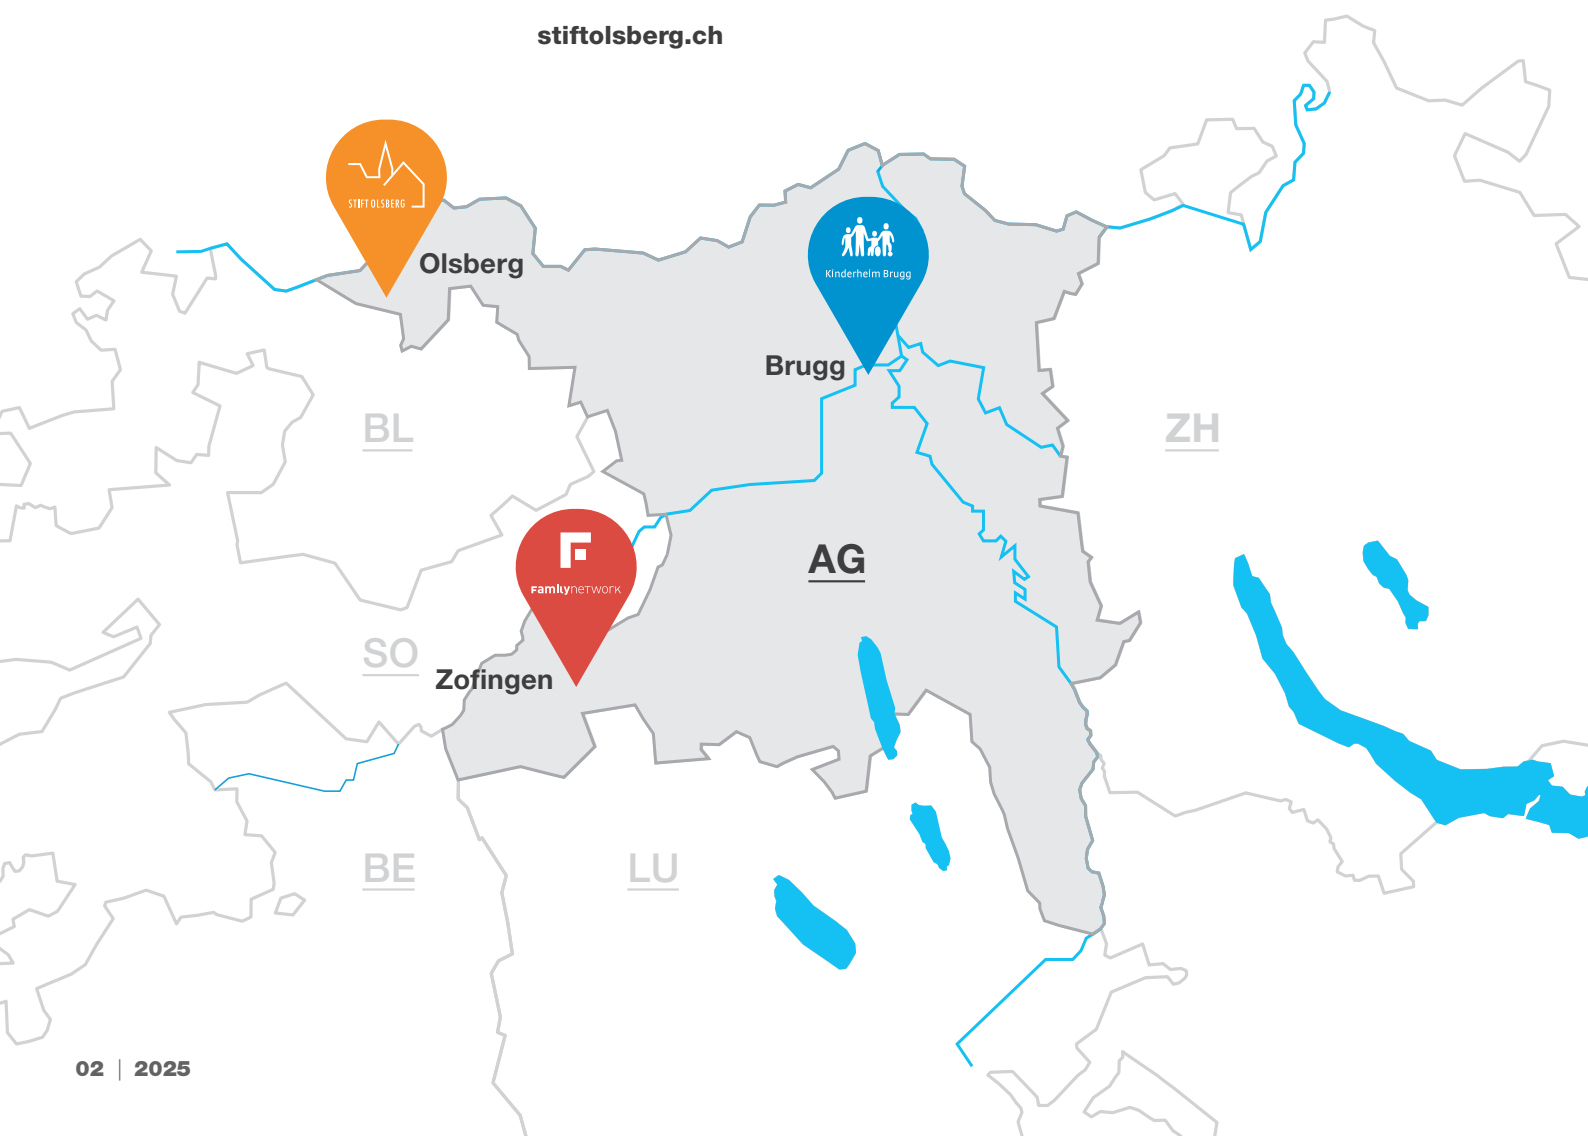 stiftolsberg.ch
STIFT OLSBERG
Olsberg
Kinderheim Brugg
Brugg
BL
ZH
AG
Familynetwork
SO
Zofingen
BE
LU
02 | 2025